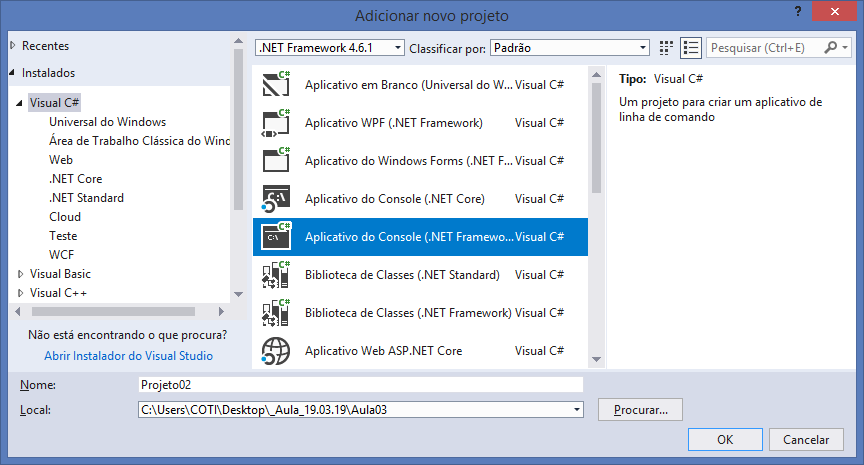 Adicionar novo projeto
?
Recentes
Instalados
Visual C#
Universal do Windows
Área de Trabalho Clássica do Wind
Web
.NET Core
.NET Standard
Cloud
Teste
WCF
Visual Basic
Visual C++
Não está encontrando o que procura?
Abrir Instalador do Visual Studio
.NET Framework 4.6.1
Classificar por: Padrão
Pesquisar (Ctrl+E)
Aplicativo em Branco (Universal do W... Visual C#
Aplicativo WPF (.NET Framework) Visual C#
Aplicativo do Windows Forms (.NET F... Visual C#
Aplicativo do Console (.NET Core) Visual C#
Aplicativo do Console (.NET Framewo... Visual C#
Biblioteca de Classes (.NET Standard) Visual C#
Biblioteca de Classes (.NET Framework) Visual C#
Aplicativo Web ASP.NET Core Visual C#
Tipo: Visual C#
Um projeto para criar um aplicativo de
linha de comando
Nome: Projeto02
Local: C:\Users\COTI\Desktop\_Aula_19.03.19\Aula03
Procurar...
OK
Cancelar